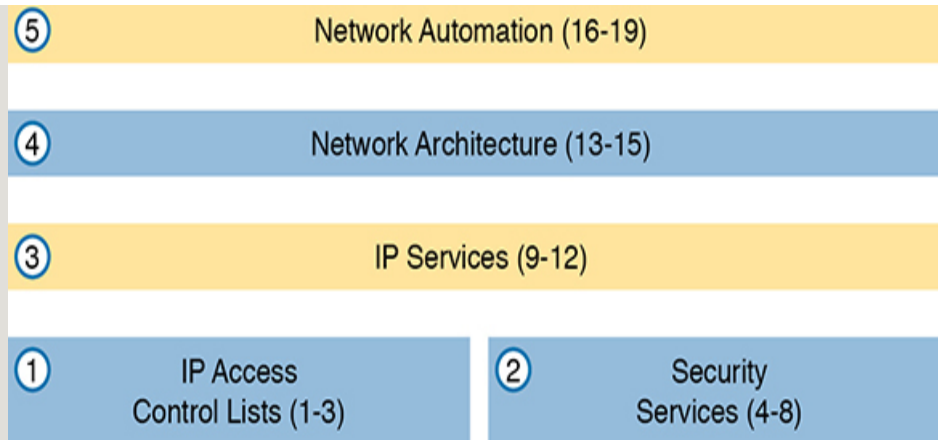 5 Network Automation (16-19)
4 Network Architecture (13-15)
3 IP Services (9-12)
1 IP Access
Control Lists (1-3)
2 Security
Services (4-8)